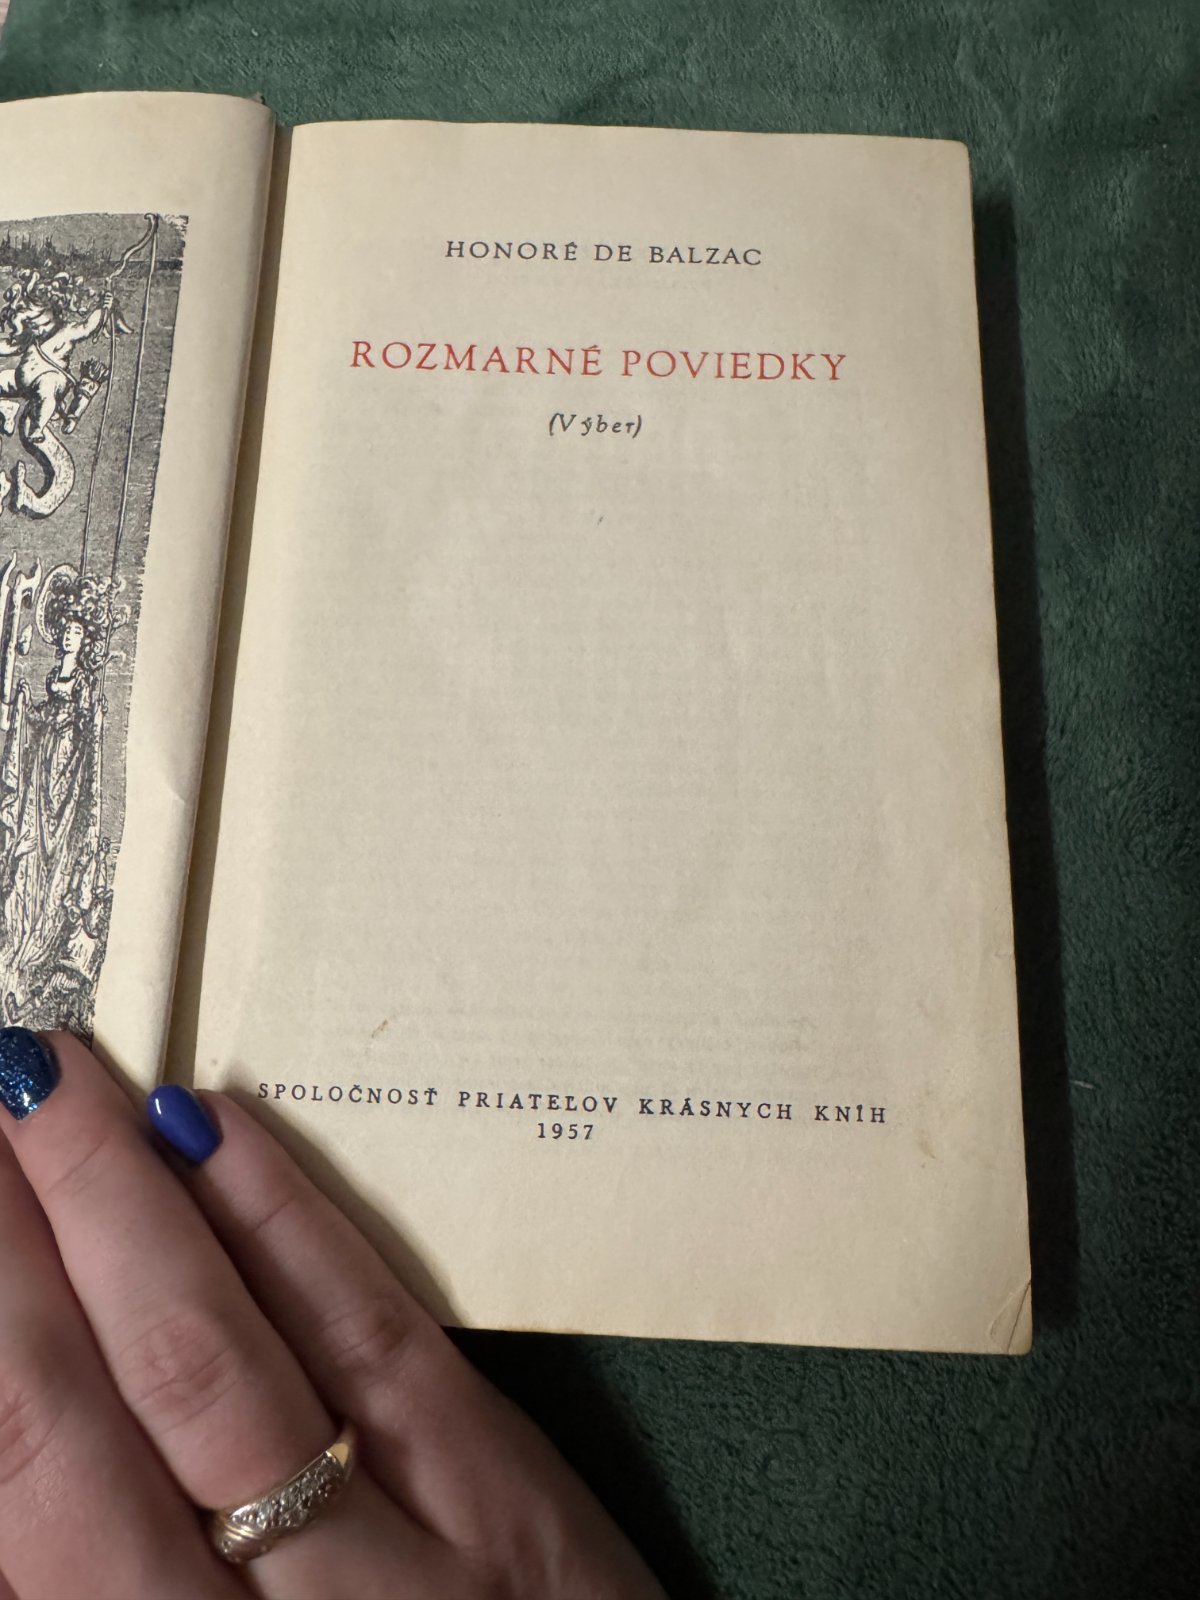 HONORÉ DE BALZAC
ROZMARNÉ POVIEDKY
(Výber)
SPOLOČNOSŤ PRIATEĽOV KRÁSNYCH KNÍH
1957